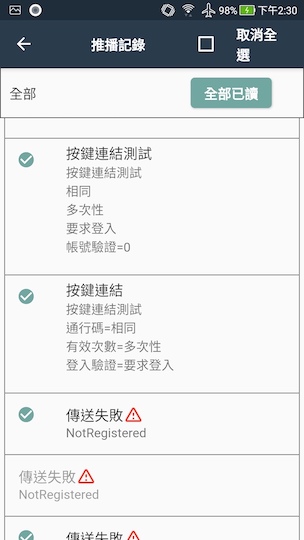 98% 下午2:30
推播記錄
取消全
選
全部
全部已讀
按鍵連結測試
按鍵連結測試
相同
多次性
要求登入
帳號驗證=0
按鍵連結
按鍵連結測試
通行碼=相同
有效次數=多次性
登入驗證=要求登入
傳送失敗
NotRegistered
傳送失敗
NotRegistered
傳送失敗